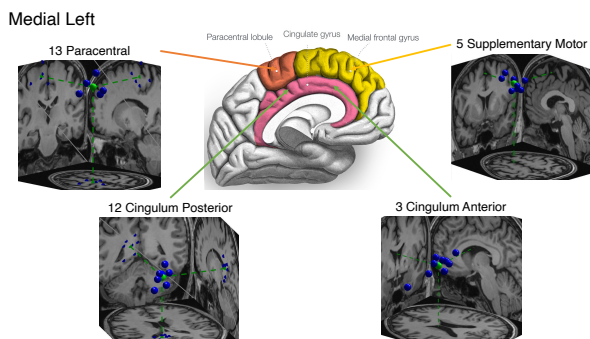 Medial Left
13 Paracentral
Paracentral lobule
Cingulate gyrus
Medial frontal gyrus
5 Supplementary Motor
12 Cingulum Posterior
3 Cingulum Anterior